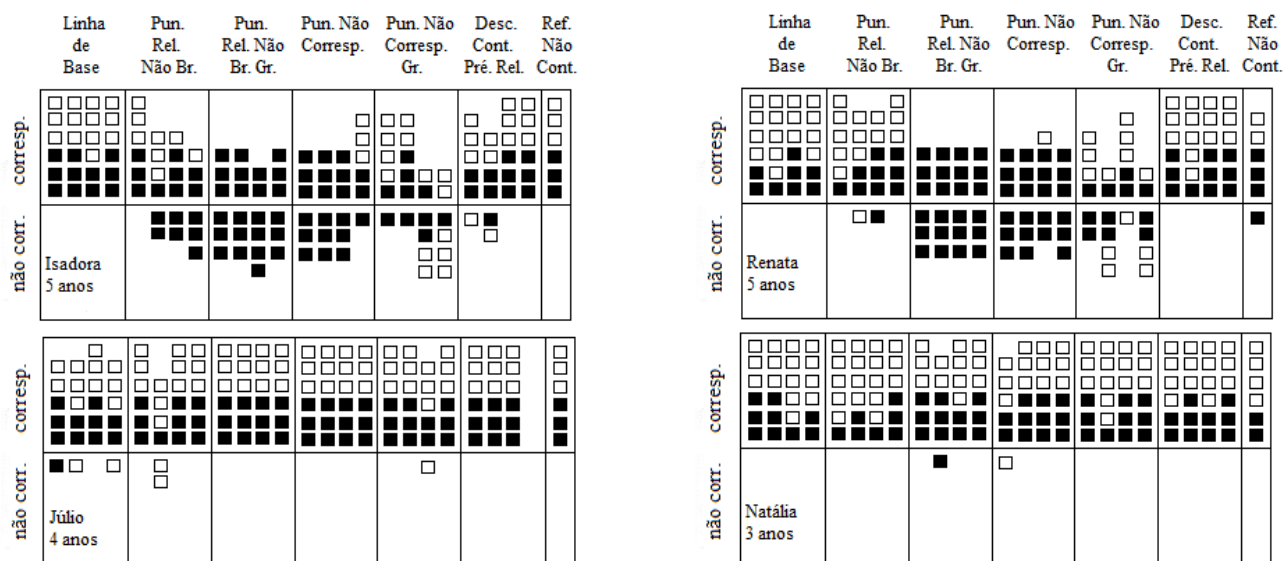 Linha
de
Base
Pun.
Rel.
Não Br.
Pun.
Rel. Não
Br. Gr.
Pun. Não
Corresp.
Pun. Não
Corresp.
Gr.
Desc.
Cont.
Pré. Rel.
Ref.
Não
Cont.
corresp.
não corr.
Isadora
5 anos
corresp.
não corr.
Júlio
4 anos
Linha
de
Base
Pun.
Rel.
Não Br.
Pun.
Rel. Não
Br. Gr.
Pun. Não
Corresp.
Pun. Não
Corresp.
Gr.
Desc.
Cont.
Pré. Rel.
Ref.
Não
Cont.
corresp.
não corr.
Renata
5 anos
corresp.
não corr.
Natália
3 anos